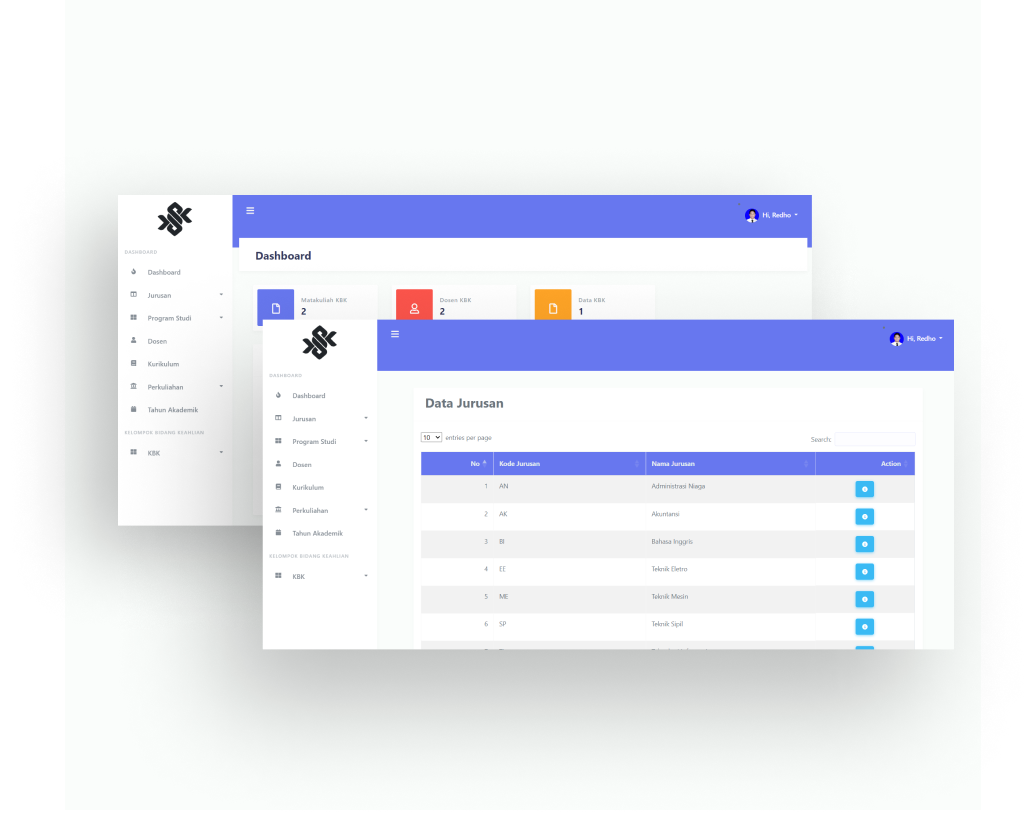 Hi, Redho
DASHBOARD
Dashboard
Dashboard
Jurusan
Program Studi
Dosen
Kurikulum
Perkuliahan
Tahun Akademik
KELOMPOK BIDANG KEAHLIAN
KBK
Matakuliah KBK
2
Dosen KBK
2
Data KBK
1
Hi, Redho
DASHBOARD
Dashboard
Jurusan
Program Studi
Dosen
Kurikulum
Perkuliahan
Tahun Akademik
KELOMPOK BIDANG KEAHLIAN
KBK
Data Jurusan
10 entries per page
Search:
No Kode Jurusan Nama Jurusan Action
1 AN Administrasi Niaga
2 AK Akuntansi
3 BI Bahasa Inggris
4 EE Teknik Eletro
5 ME Teknik Mesin
6 SP Teknik Sipil